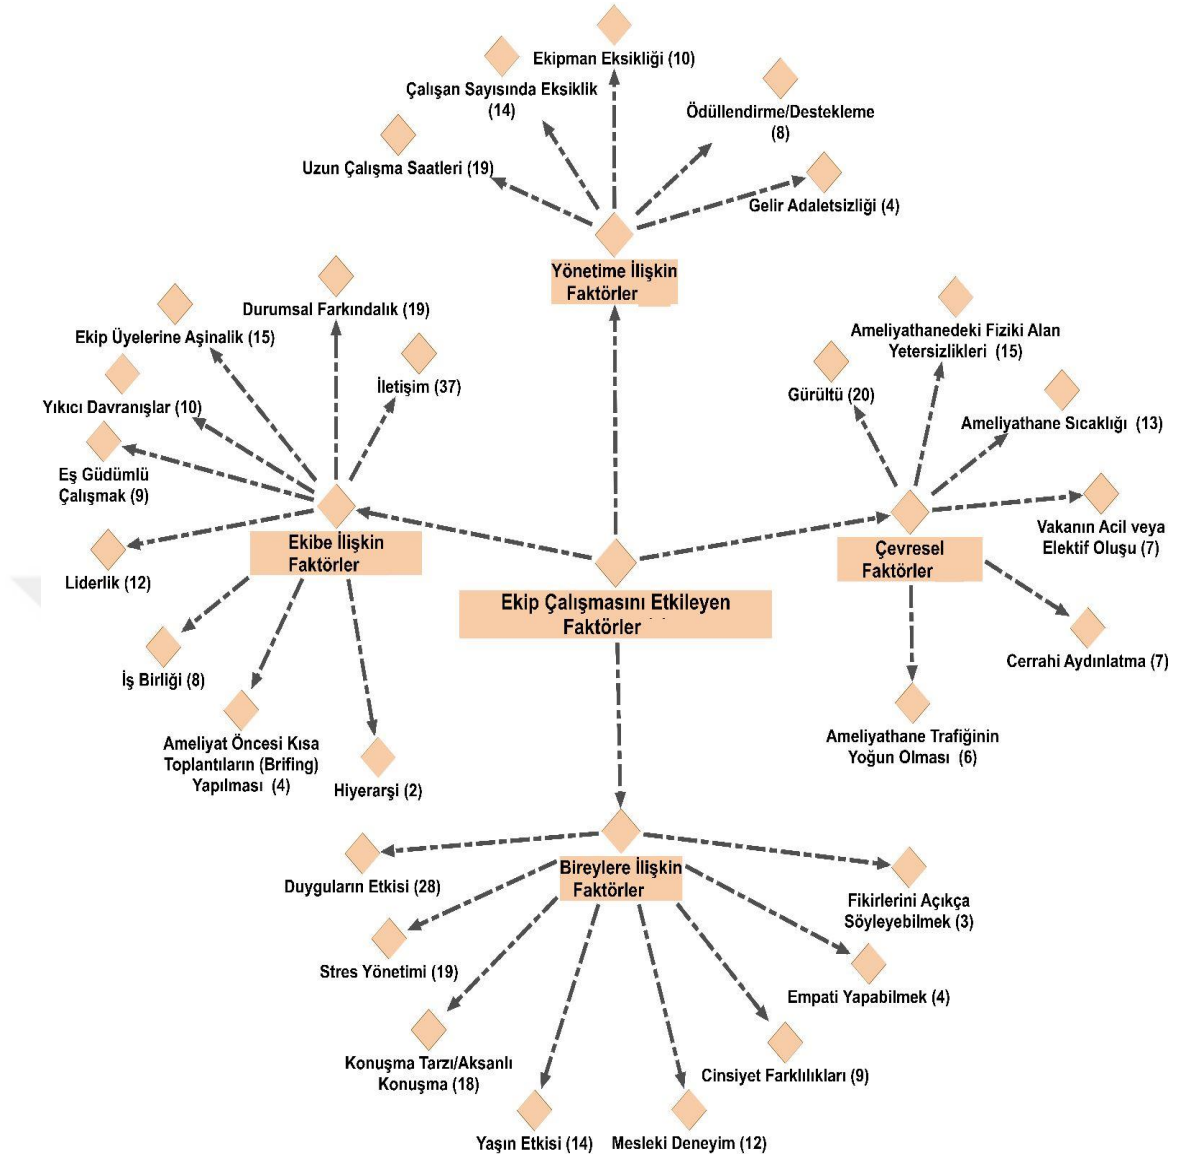 Ekipman Eksikliği (10)
Çalışan Sayısında Eksiklik
(14)
Ödüllendirme/Destekleme
(8)
Uzun Çalışma Saatleri (19)
Gelir Adaletsizliği (4)
Yönetime İlişkin
Faktörler
Durumsal Farkındalık (19)
Ekip Üyelerine Aşinalik (15)
İletişim (37)
Yıkıcı Davranışlar (10)
Eş Güdümlü
Çalışmak (9)
Liderlik (12)
Ekibe İlişkin
Faktörler
İş Birliği (8)
Ameliyat Öncesi Kısa
Toplantıların (Brifing)
Yapılması (4)
Hiyerarşi (2)
Ameliyathanedeki Fiziki Alan
Yetersizlikleri (15)
Gürültü (20)
Ameliyathane Sıcaklığı (13)
Vakanın Acil veya
Elektif Oluşu (7)
Çevresel
Faktörler
Cerrahi Aydınlatma (7)
Ameliyathane Trafiğinin
Yoğun Olması (6)
Ekip Çalışmasını Etkileyen
Faktörler
Bireylere İlişkin
Faktörler
Duyguların Etkisi (28)
Fikirlerini Açıkça
Söyleyebilmek (3)
Stres Yönetimi (19)
Empati Yapabilmek (4)
Konuşma Tarzı/Aksanlı
Konuşma (18)
Cinsiyet Farklılıkları (9)
Yaşın Etkisi (14)
Mesleki Deneyim (12)